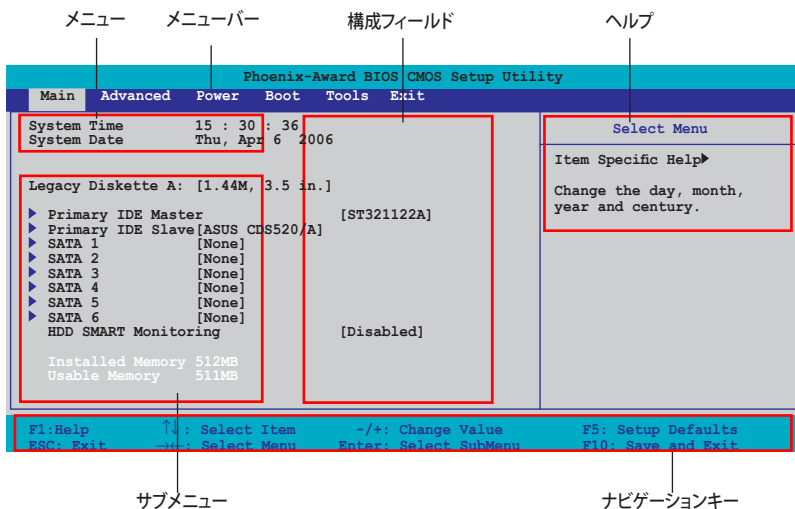 メニュー メニューバー 構成フィールド ヘルプ
Phoenix-Award BIOS CMOS Setup Utility
Main Advanced Power Boot Tools Exit
System Time 15 : 30 : 36
System Date Thu, Apr 6 2006
Legacy Diskette A: [1.44M, 3.5 in.]
Primary IDE Master [ST321122A]
Primary IDE Slave[ASUS CDS520/A]
SATA 1 [None]
SATA 2 [None]
SATA 3 [None]
SATA 4 [None]
SATA 5 [None]
SATA 6 [None]
HDD SMART Monitoring [Disabled]
Installed Memory 512MB
Usable Memory 511MB
Select Menu
Item Specific Help▶
Change the day, month,
year and century.
F1:Help ↑↓: Select Item -/+: Change Value F5: Setup Defaults
ESC: Exit →←: Select Menu Enter: Select SubMenu F10: Save and Exit
サブメニュー ナビゲーションキー